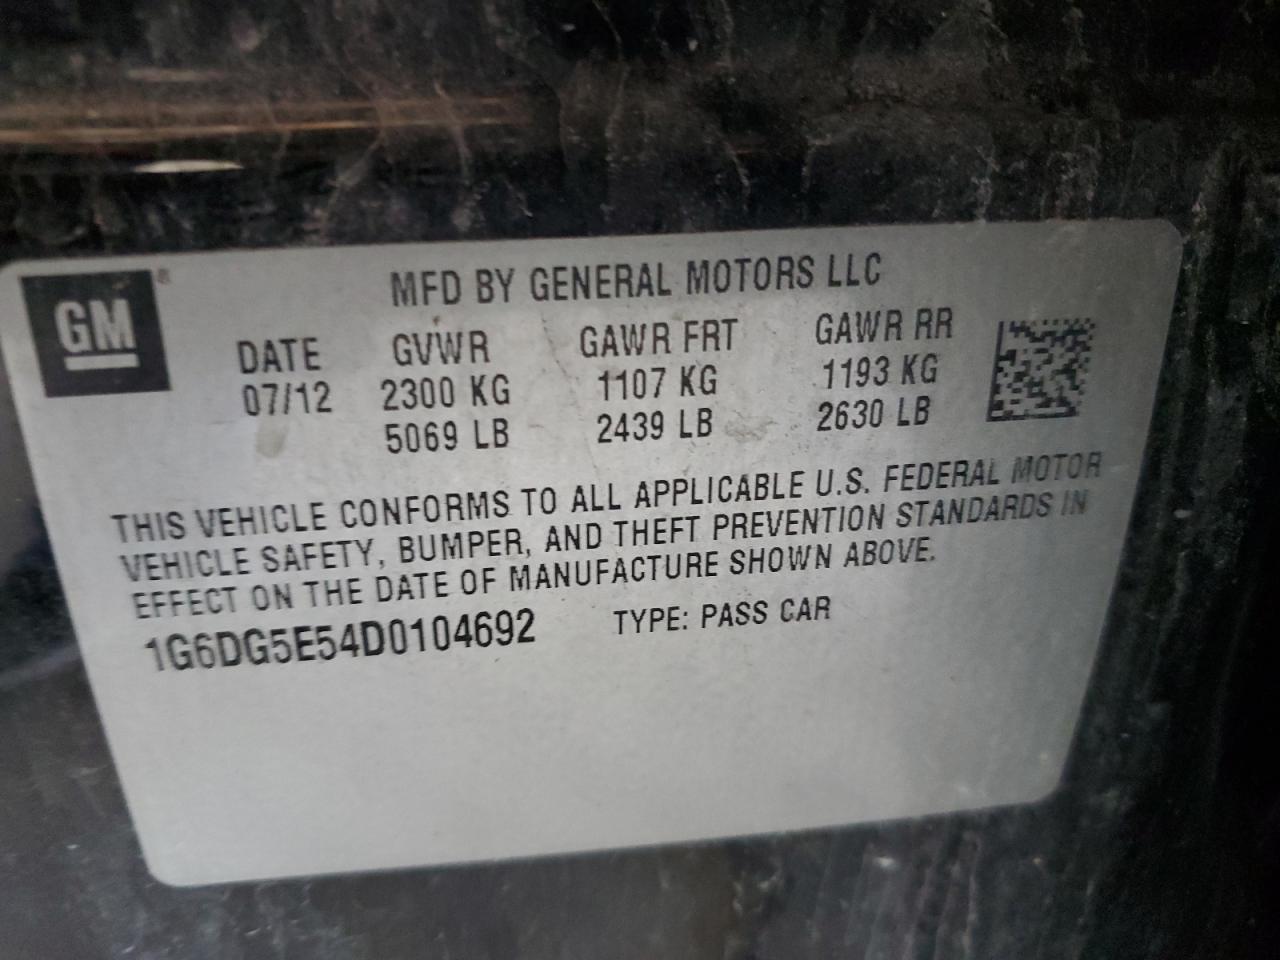 GM ®
MFD BY GENERAL MOTORS LLC
DATE GVWR GAWR FRT GAWR RR
07/12 2300 KG 1107 KG 1193 KG
5069 LB 2439 LB 2630 LB
THIS VEHICLE CONFORMS TO ALL APPLICABLE U.S. FEDERAL MOTOR
VEHICLE SAFETY, BUMPER, AND THEFT PREVENTION STANDARDS IN
EFFECT ON THE DATE OF MANUFACTURE SHOWN ABOVE.
1G6DG5E54D0104692 TYPE: PASS CAR